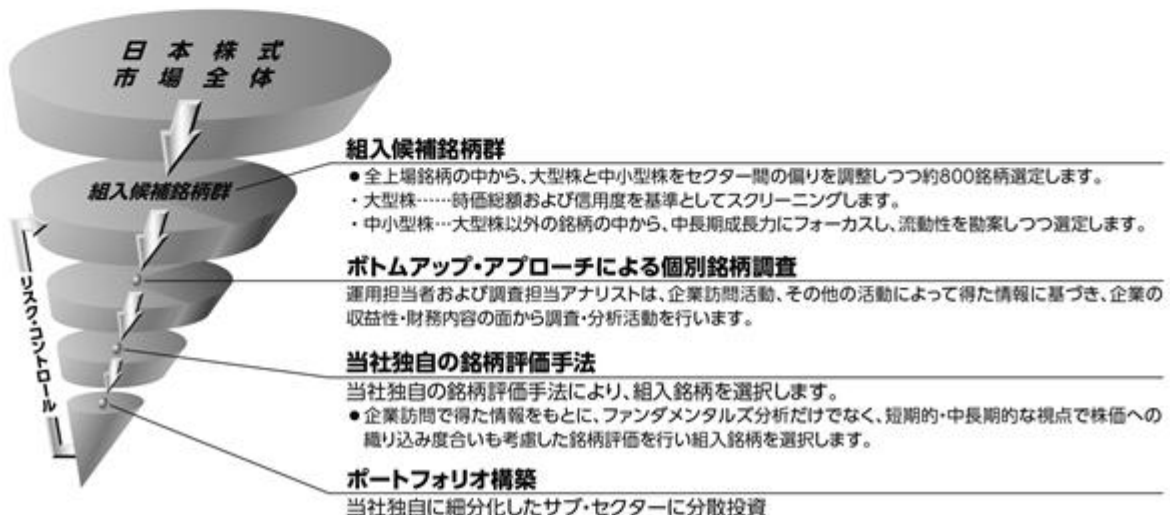 日本株式
市場全体
組入候補銘柄群
リスク・コントロール
組入候補銘柄群
●全上場銘柄の中から、大型株と中小型株をセクター間の偏りを調整しつつ約800銘柄選定します。
・大型株……時価総額および信用度を基準としてスクリーニングします。
・中小型株…大型株以外の銘柄の中から、中長期成長力にフォーカスし、流動性を勘案しつつ選定します。
ボトムアップ・アプローチによる個別銘柄調査
運用担当者および調査担当アナリストは、企業訪問活動、その他の活動によって得た情報に基づき、企業の
収益性・財務内容の面から調査・分析活動を行います。
当社独自の銘柄評価手法
当社独自の銘柄評価手法により、組入銘柄を選択します。
●企業訪問で得た情報をもとに、ファンダメンタルズ分析だけでなく、短期的・中長期的な視点で株価への
織り込み度合いも考慮した銘柄評価を行い組入銘柄を選択します。
ポートフォリオ構築
当社独自に細分化したサブ・セクターに分散投資